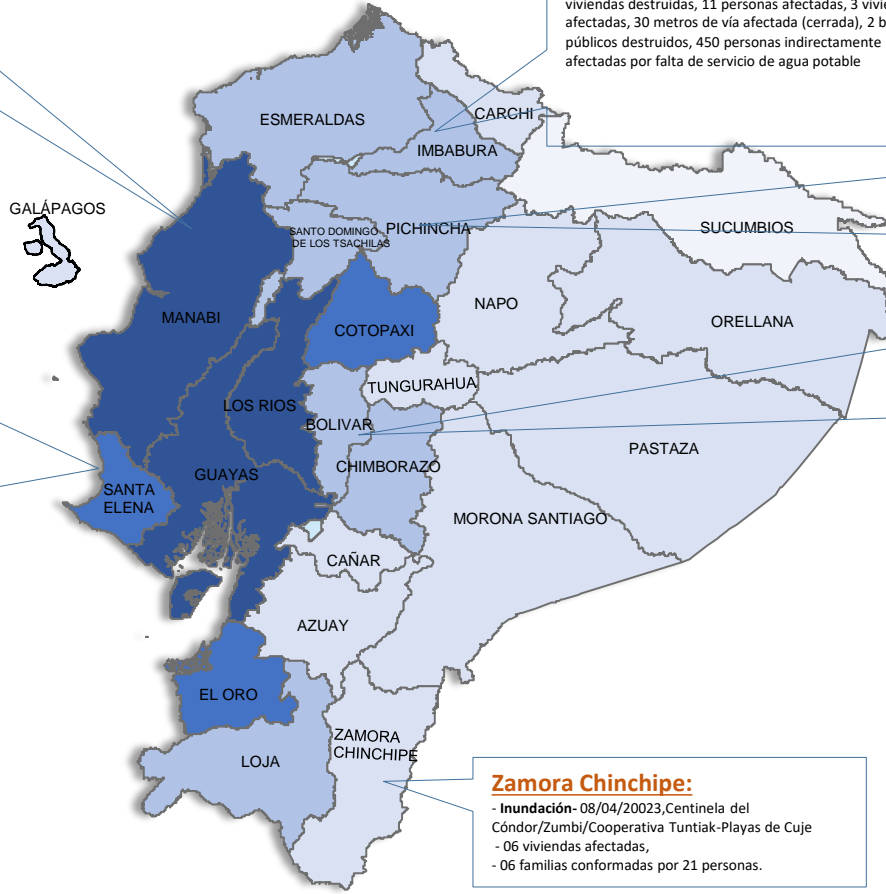 viviendas destruidas, 11 personas afectadas, 3
afectadas, 30 metros de vía afectada (cerrada), 2
públicos destruidos, 450 personas indirectamente
afectadas por falta de servicio de agua potable
ESMERALDAS
CARCHI
IMBABURA
GALÁPAGOS
SANTO DOMINGO
DE LOS TSACHILAS
PICHINCHA
SUCUMBIOS
NAPO
MANABI
COTOPAXI
ORELLANA
TUNGURAHUA
LOS RIOS
BOLIVAR
PASTAZA
CHIMBORAZO
GUAYAS
SANTA
ELENA
MORONA SANTIAGO
CAÑAR
AZUAY
EL ORO
ZAMORA
CHINCHIPE
LOJA
Zamora Chinchipe:
- Inundación- 08/04/20023,Centinela del
Cóndor/Zumbi/Cooperativa Tuntiak-Playas de Cuje
- 06 viviendas afectadas,
- 06 familias conformadas por 21 personas.